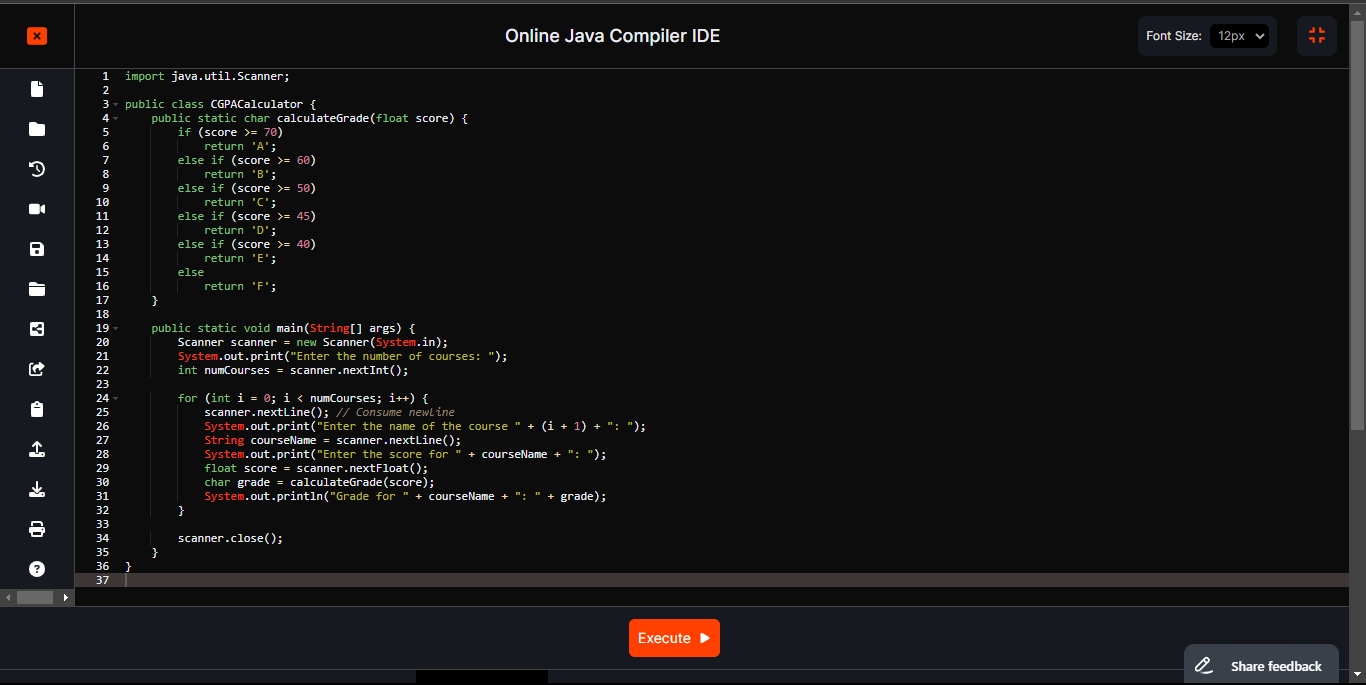 Online Java Compiler IDE
Font Size: 12px
1 import java.util.Scanner;
2
3 public class CGPACalculator {
4     public static char calculateGrade(float score) {
5         if (score >= 70)
6             return 'A';
7         else if (score >= 60)
8             return 'B';
9         else if (score >= 50)
10             return 'C';
11         else if (score >= 45)
12             return 'D';
13         else if (score >= 40)
14             return 'E';
15         else
16             return 'F';
17     }
18
19     public static void main(String[] args) {
20         Scanner scanner = new Scanner(System.in);
21         System.out.print("Enter the number of courses: ");
22         int numCourses = scanner.nextInt();
23
24         for (int i = 0; i < numCourses; i++) {
25             scanner.nextLine(); // Consume newline
26             System.out.print("Enter the name of the course " + (i + 1) + ": ");
27             String courseName = scanner.nextLine();
28             System.out.print("Enter the score for " + courseName + ": ");
29             float score = scanner.nextFloat();
30             char grade = calculateGrade(score);
31             System.out.println("Grade for " + courseName + ": " + grade);
32         }
33
34         scanner.close();
35     }
36 }
37
Execute
Share feedback